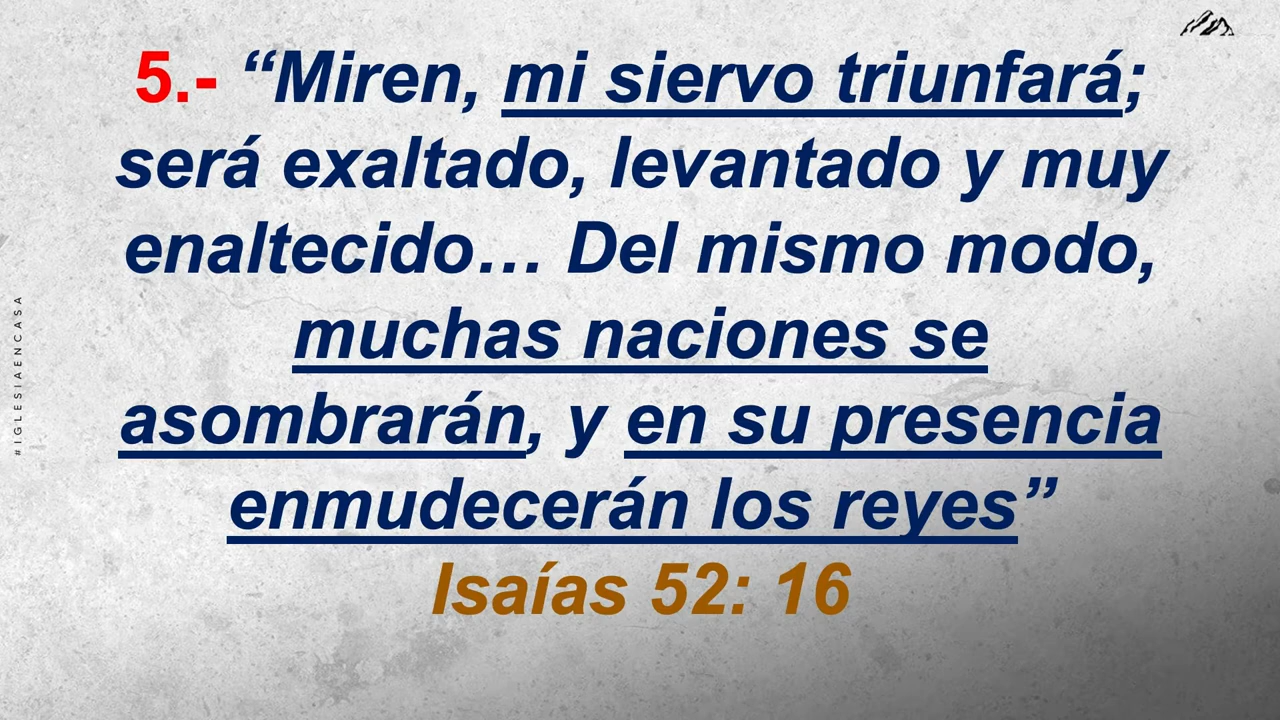 5.- “Miren, mi siervo triunfará;
será exaltado, levantado y muy
enaltecido… Del mismo modo,
muchas naciones se
asombrarán, y en su presencia
enmudecerán los reyes”
Isaías 52: 16
#IGLESIAENCASA